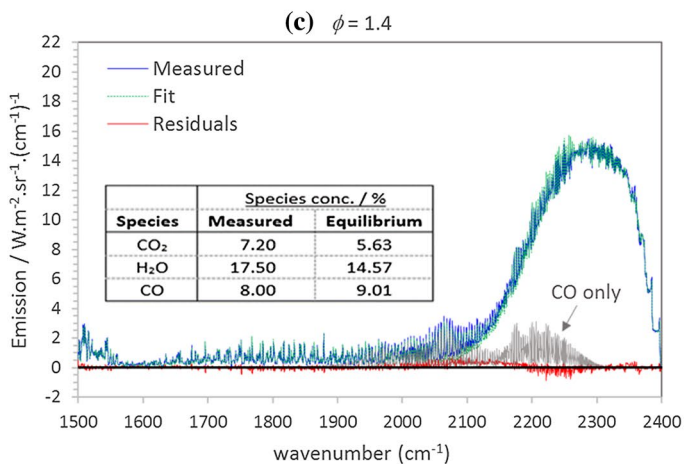 (c) ϕ = 1.4
Emission / W.m⁻².sr⁻¹.(cm⁻¹)⁻¹
22
20
18
16
14
12
10
8
6
4
2
0
-2
Measured
Fit
Residuals
Species conc. / %
Species Measured Equilibrium
CO₂ 7.20 5.63
H₂O 17.50 14.57
CO 8.00 9.01
CO only
1500 1600 1700 1800 1900 2000 2100 2200 2300 2400
wavenumber (cm⁻¹)